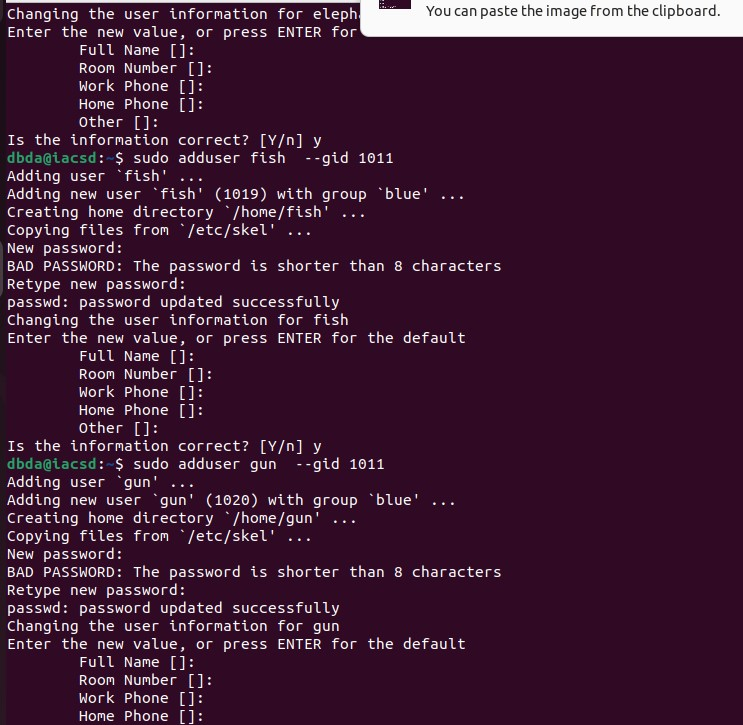 Changing the user information for eleph
You can paste the image from the clipboard.
Enter the new value, or press ENTER for
        Full Name []:
        Room Number []:
        Work Phone []:
        Home Phone []:
        Other []:
Is the information correct? [Y/n] y
dbda@iacsd:~$ sudo adduser fish  --gid 1011
Adding user `fish' ...
Adding new user `fish' (1019) with group `blue' ...
Creating home directory `/home/fish' ...
Copying files from `/etc/skel' ...
New password:
BAD PASSWORD: The password is shorter than 8 characters
Retype new password:
passwd: password updated successfully
Changing the user information for fish
Enter the new value, or press ENTER for the default
        Full Name []:
        Room Number []:
        Work Phone []:
        Home Phone []:
        Other []:
Is the information correct? [Y/n] y
dbda@iacsd:~$ sudo adduser gun  --gid 1011
Adding user `gun' ...
Adding new user `gun' (1020) with group `blue' ...
Creating home directory `/home/gun' ...
Copying files from `/etc/skel' ...
New password:
BAD PASSWORD: The password is shorter than 8 characters
Retype new password:
passwd: password updated successfully
Changing the user information for gun
Enter the new value, or press ENTER for the default
        Full Name []:
        Room Number []:
        Work Phone []:
        Home Phone []: